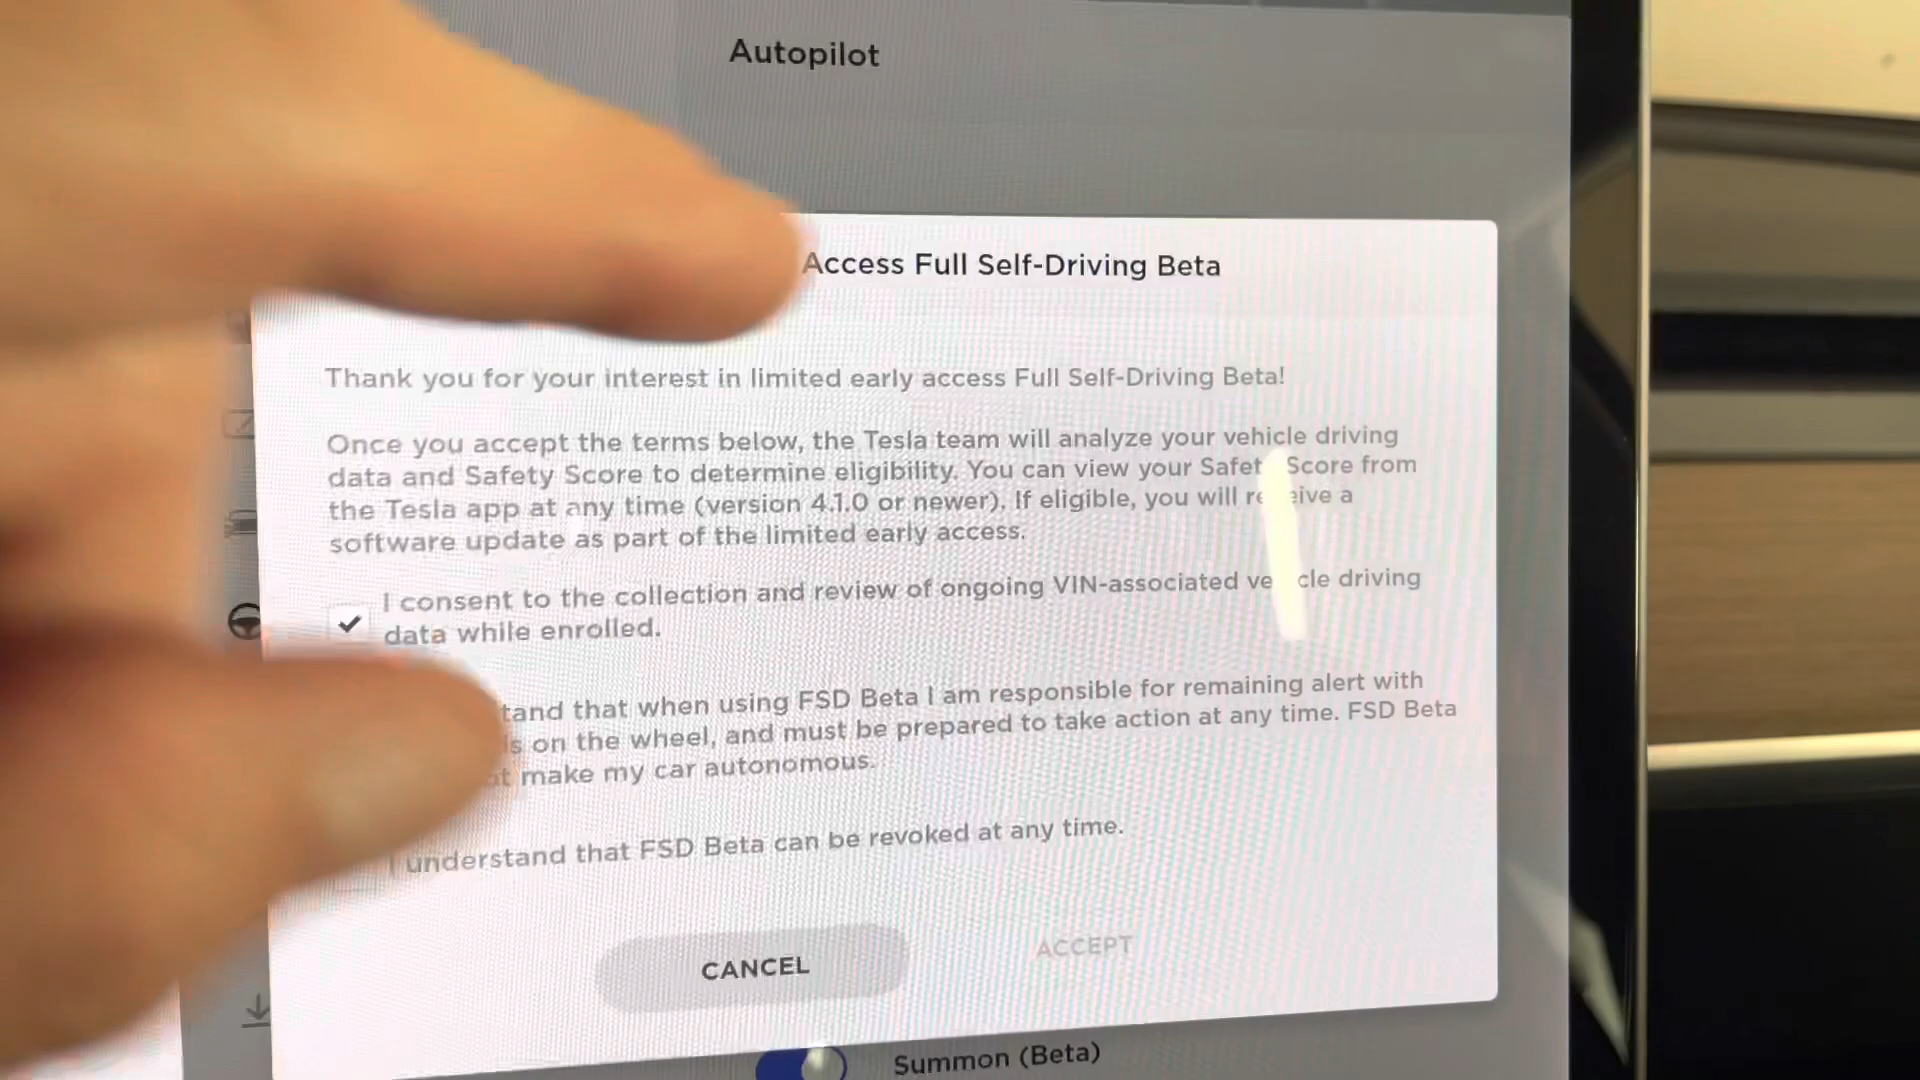 Autopilot
Access Full Self-Driving Beta
Thank you for your interest in limited early access Full Self-Driving Beta!
Once you accept the terms below, the Tesla team will analyze your vehicle driving
data and Safety Score to determine eligibility. You can view your Safet Score from
the Tesla app at any time (version 4.1.0 or newer). If eligible, you will re eive a
software update as part of the limited early access.
I consent to the collection and review of ongoing VIN-associated ve cle driving
data while enrolled.
tand that when using FSD Beta I am responsible for remaining alert with
s on the wheel, and must be prepared to take action at any time. FSD Beta
t make my car autonomous.
I understand that FSD Beta can be revoked at any time.
CANCEL
ACCEPT
Summon (Beta)